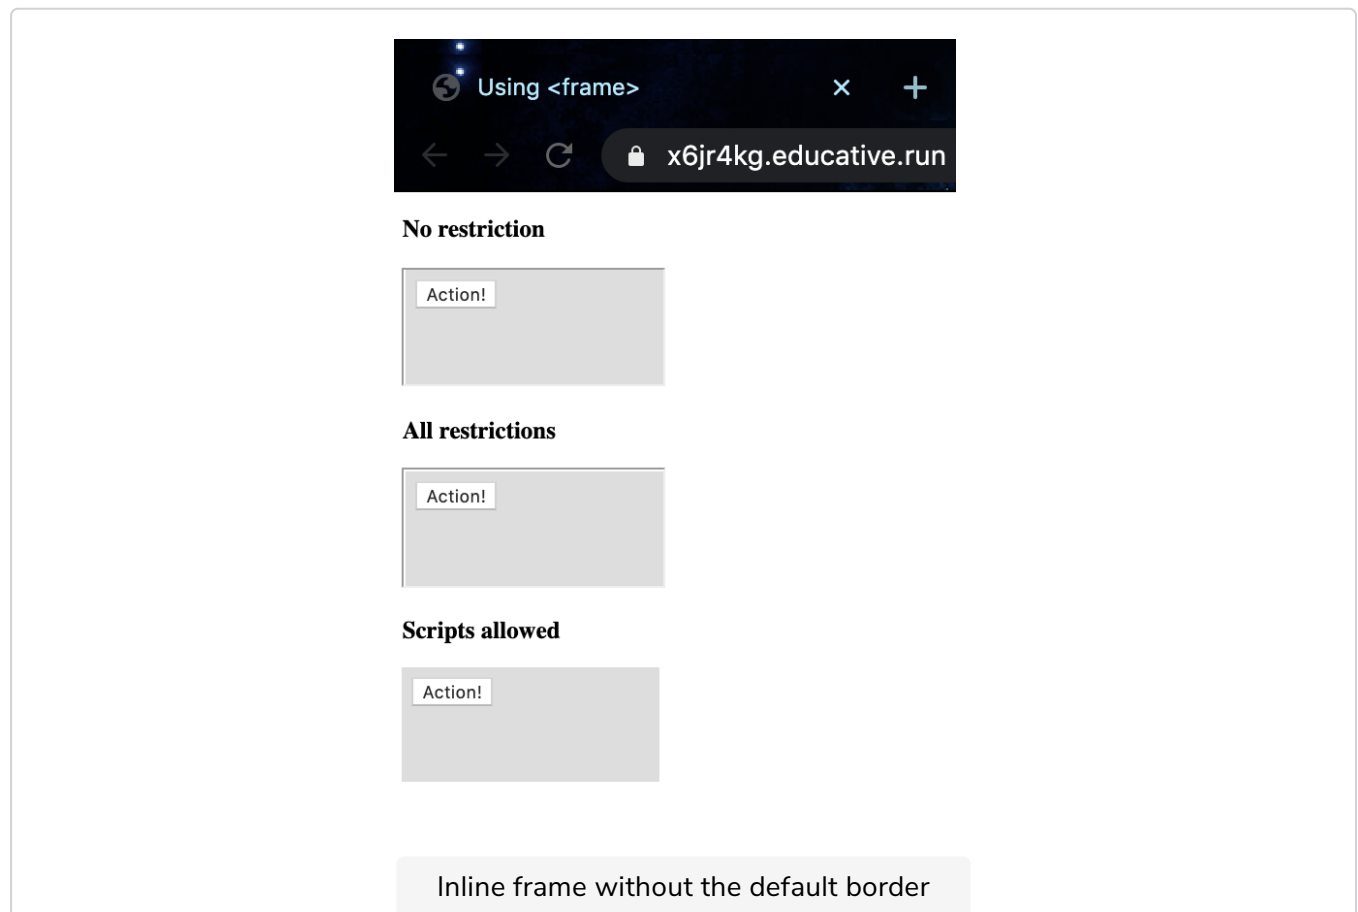 Using <frame>
x6jr4kg.educative.run
No restriction
Action!
All restrictions
Action!
Scripts allowed
Action!
Inline frame without the default border